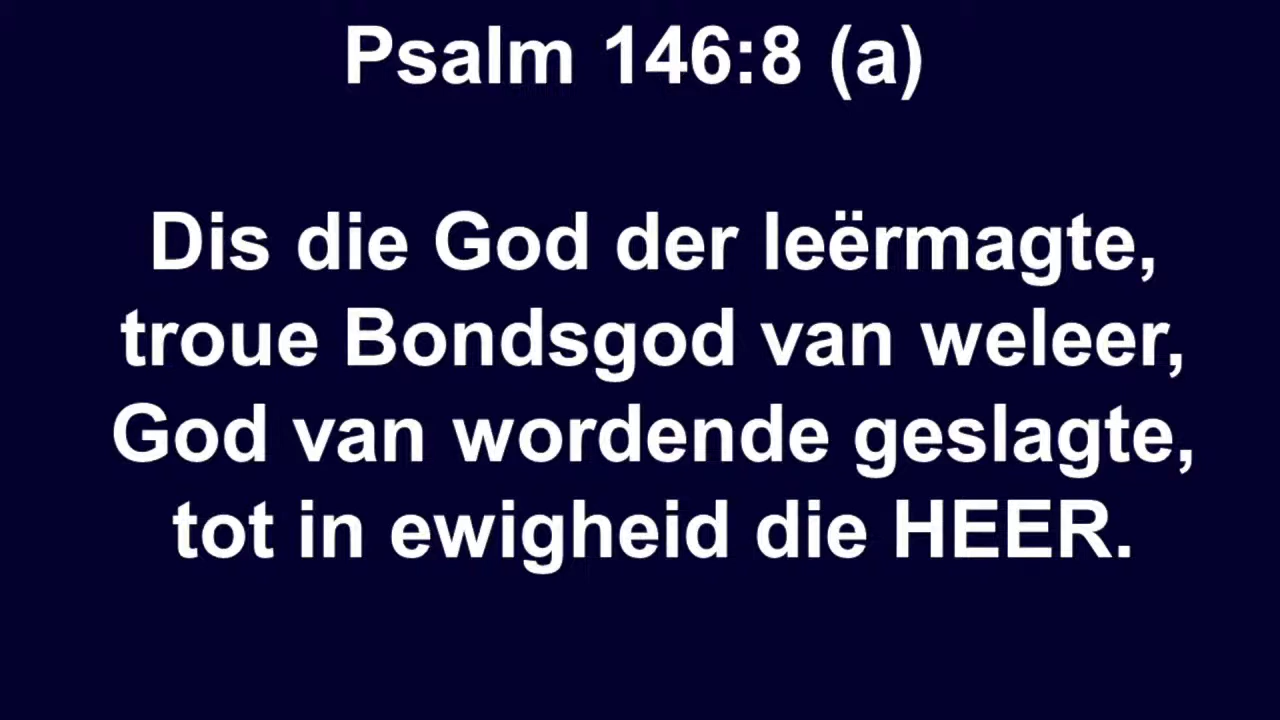 Psalm 146:8 (a)
Dis die God der leërmagte,
troue Bondsgod van weleer,
God van wordende geslagte,
tot in ewigheid die HEER.